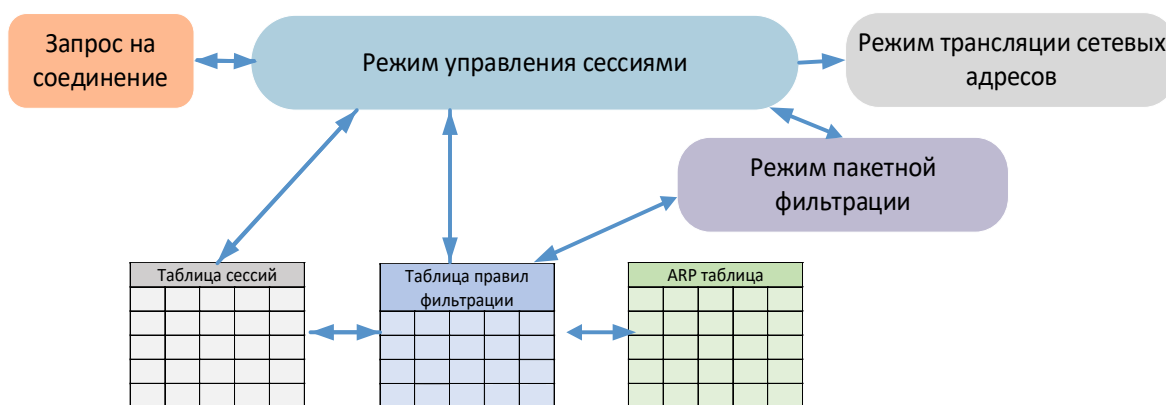 Запрос на
соединение
Режим управления сессиями
Режим трансляции сетевых
адресов
Режим пакетной
фильтрации
Таблица сессий
Таблица правил
фильтрации
ARP таблица